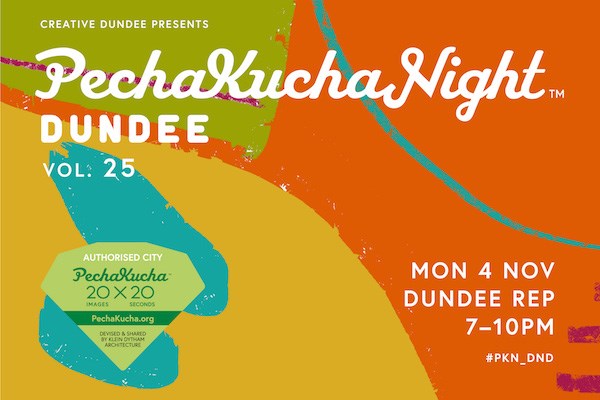 CREATIVE DUNDEE PRESENTS
PechaKuchaNight™
DUNDEE
VOL. 25
AUTHORISED CITY
PechaKucha™
20 X 20
IMAGES SECONDS
PechaKucha.org
DEVISED & SHARED
BY KLEIN DYTHAM
ARCHITECTURE
MON 4 NOV
DUNDEE REP
7–10PM
#PKN_DND